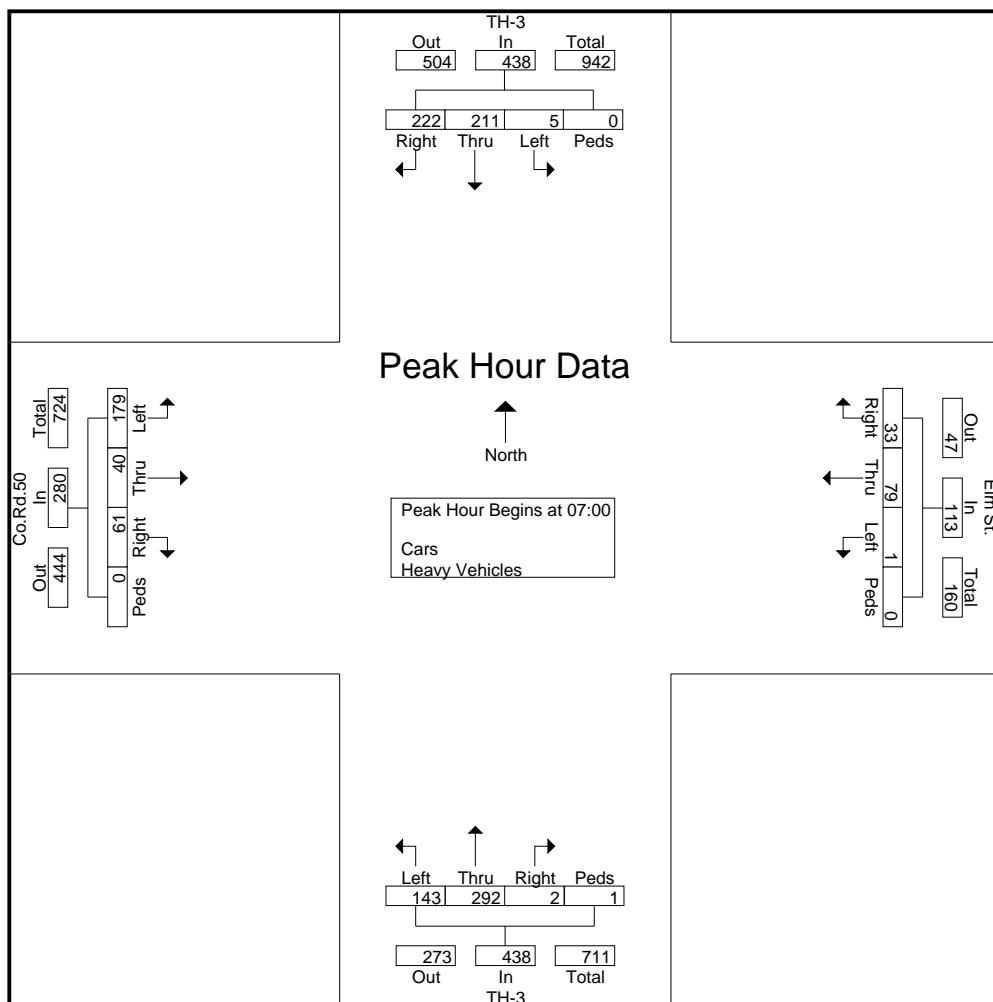 TH-3
Out In Total
504 438 942
222 211 5 0
Right Thru Left Peds
Peak Hour Data
North
Peak Hour Begins at 07:00
Cars
Heavy Vehicles
Co.Rd.50
Out In Total
444 280 724
Left Thru Right Peds
179 40 61 0
Elm St.
Out In Total
47 113 160
33 79 1 0
Right Thru Left Peds
Left Thru Right Peds
143 292 2 1
273 438 711
Out In Total
TH-3